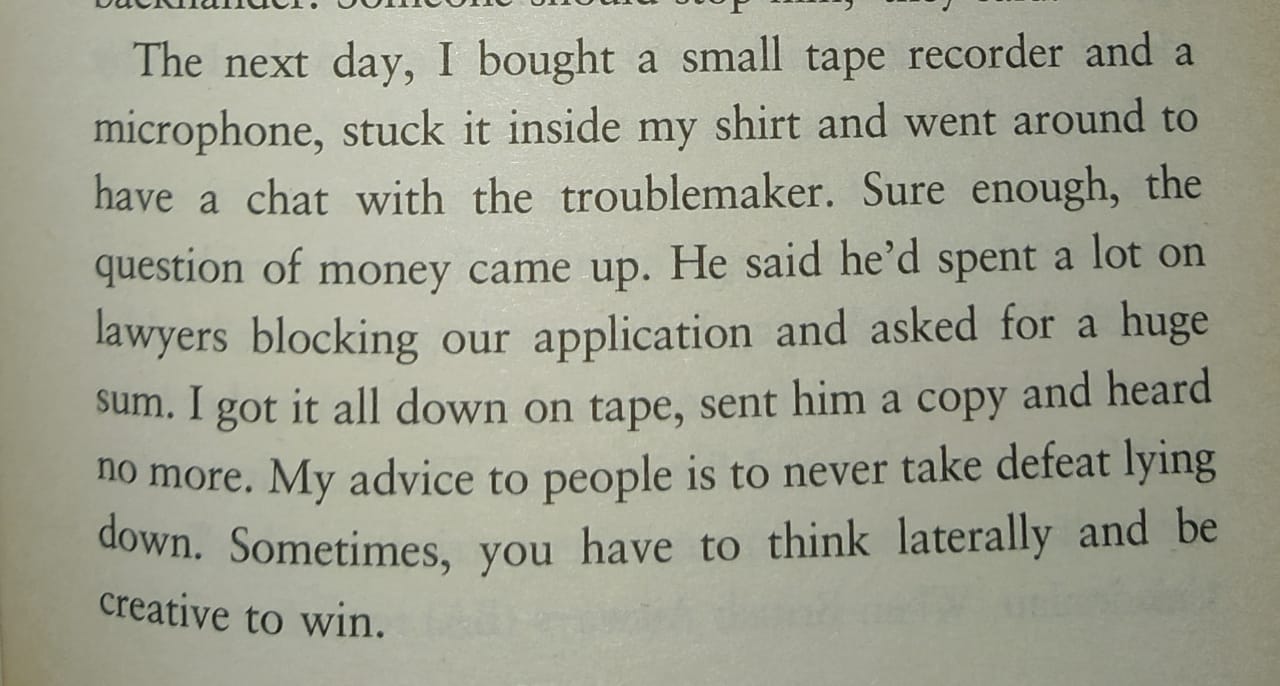 The next day, I bought a small tape recorder and a
microphone, stuck it inside my shirt and went around to
have a chat with the troublemaker. Sure enough, the
question of money came up. He said he’d spent a lot on
lawyers blocking our application and asked for a huge
sum. I got it all down on tape, sent him a copy and heard
no more. My advice to people is to never take defeat lying
down. Sometimes, you have to think laterally and be
creative to win.